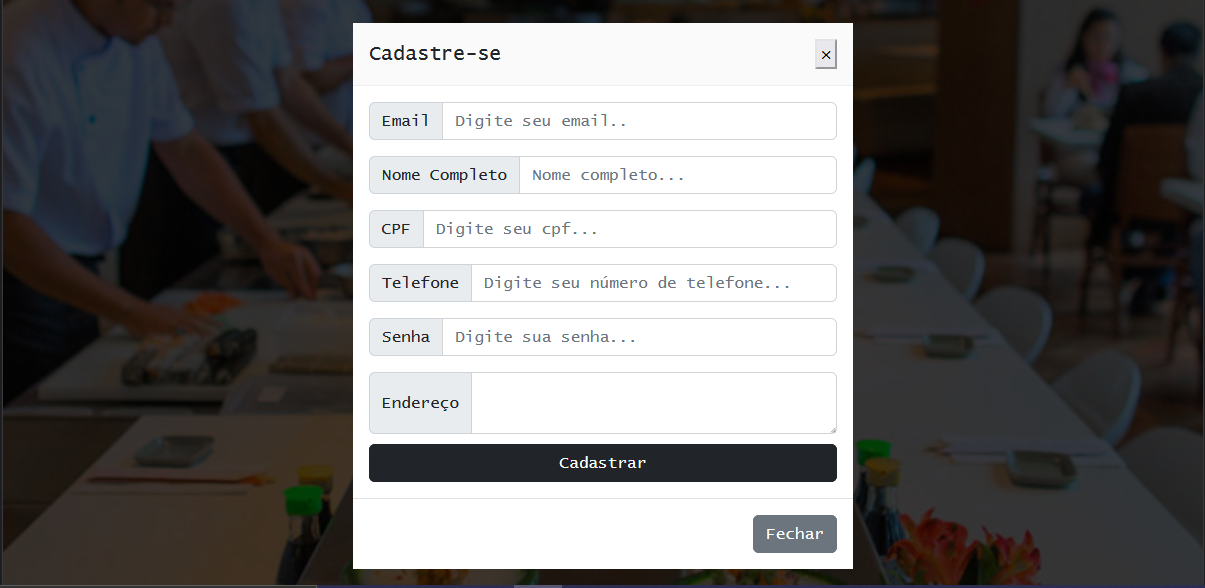 Cadastre-se
×
Email Digite seu email..
Nome Completo Nome completo...
CPF Digite seu cpf...
Telefone Digite seu número de telefone...
Senha Digite sua senha...
Endereço
Cadastrar
Fechar